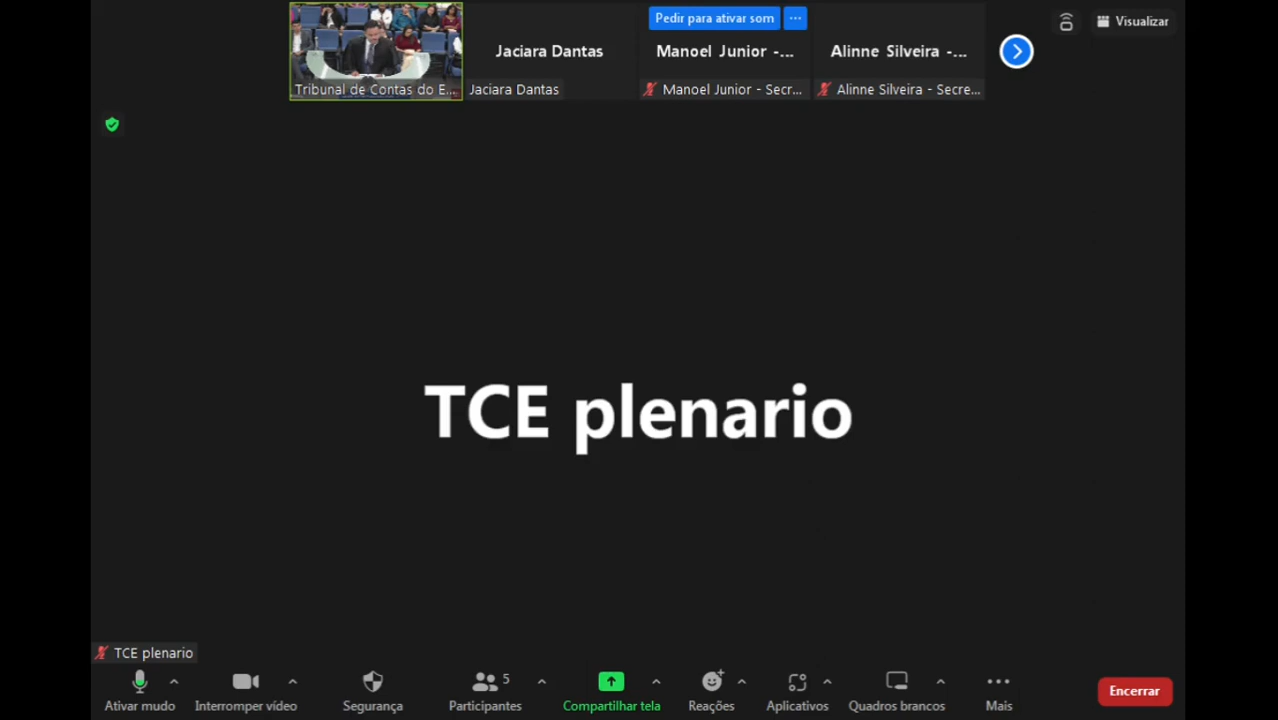 Pedir para ativar som ...
Visualizar
Jaciara Dantas
Manoel Junior -...
Alinne Silveira -...
Tribunal de Contas do E...
Jaciara Dantas
Manoel Junior - Secr...
Alinne Silveira - Secre...
TCE plenario
TCE plenario
5
Ativar mudo
Interromper vídeo
Segurança
Participantes
Compartilhar tela
Reações
Aplicativos
Quadros brancos
Mais
Encerrar